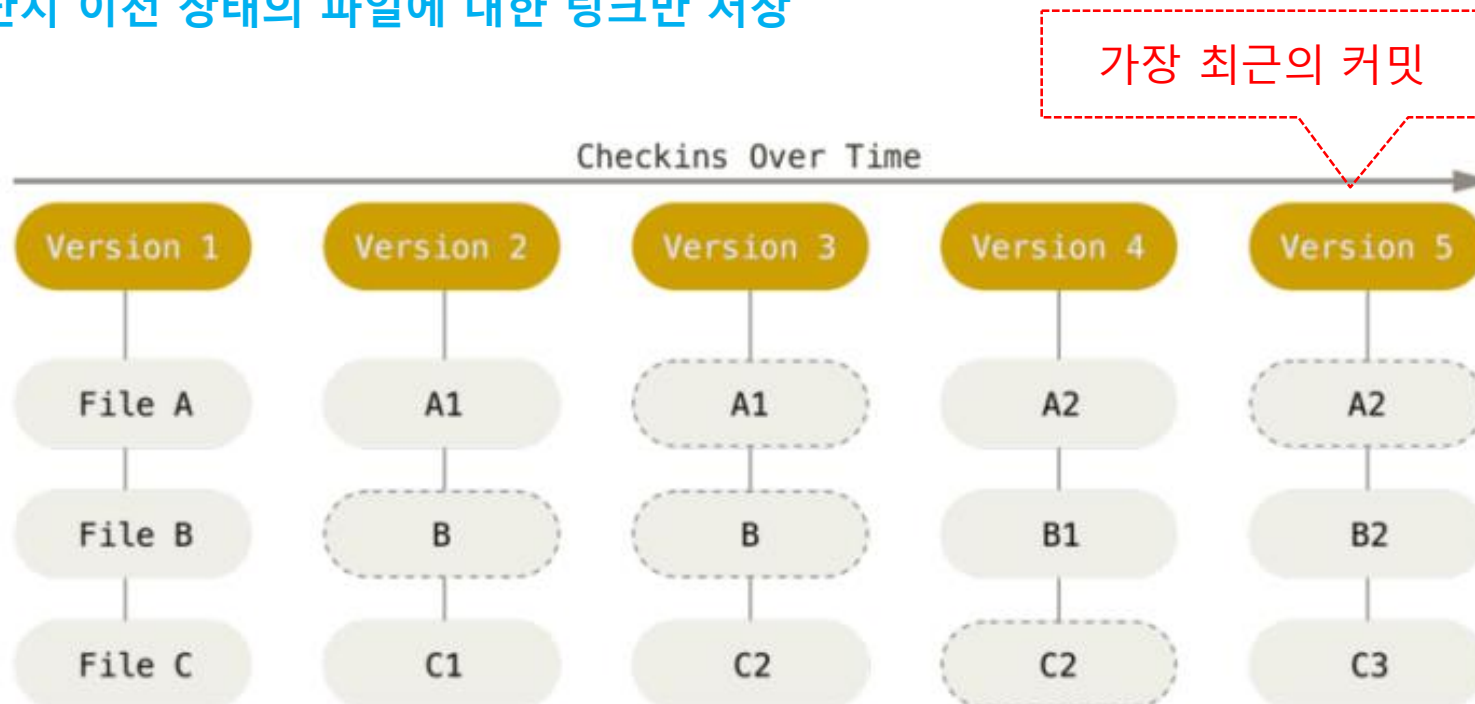 이전 상태의 파일에 대한 링크만 저장
가장 최근의 커밋
Checkins Over Time
Version 1 Version 2 Version 3 Version 4 Version 5
File A A1 A1 A2 A2
File B B B B1 B2
File C C1 C2 C2 C3